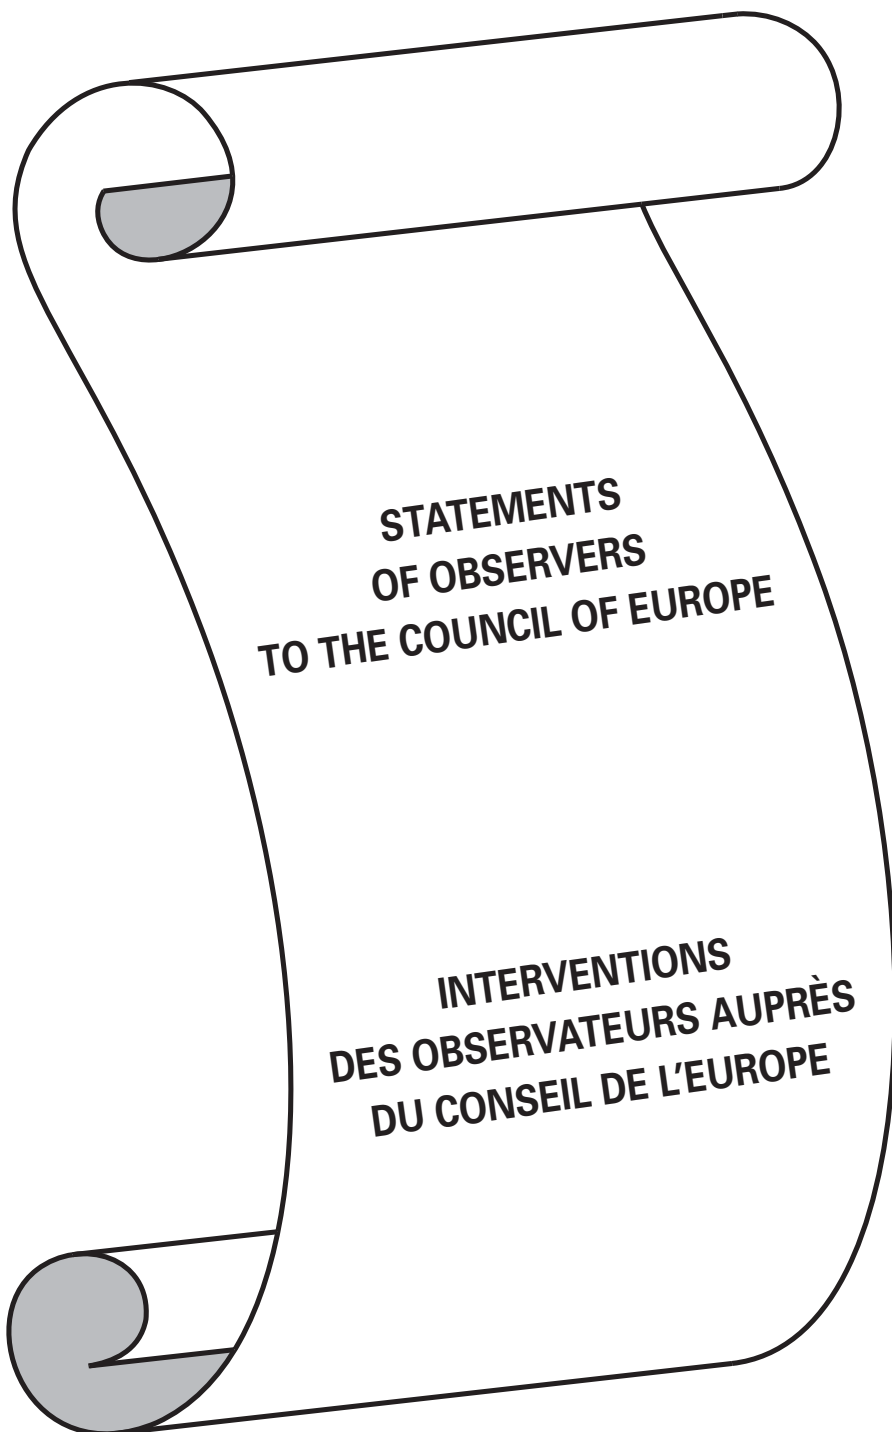 STATEMENTS
OF OBSERVERS
TO THE COUNCIL OF EUROPE
INTERVENTIONS
DES OBSERVATEURS AUPRÈS
DU CONSEIL DE L’EUROPE